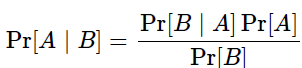 Pr[A | B] = Pr[B | A] Pr[A] / Pr[B]